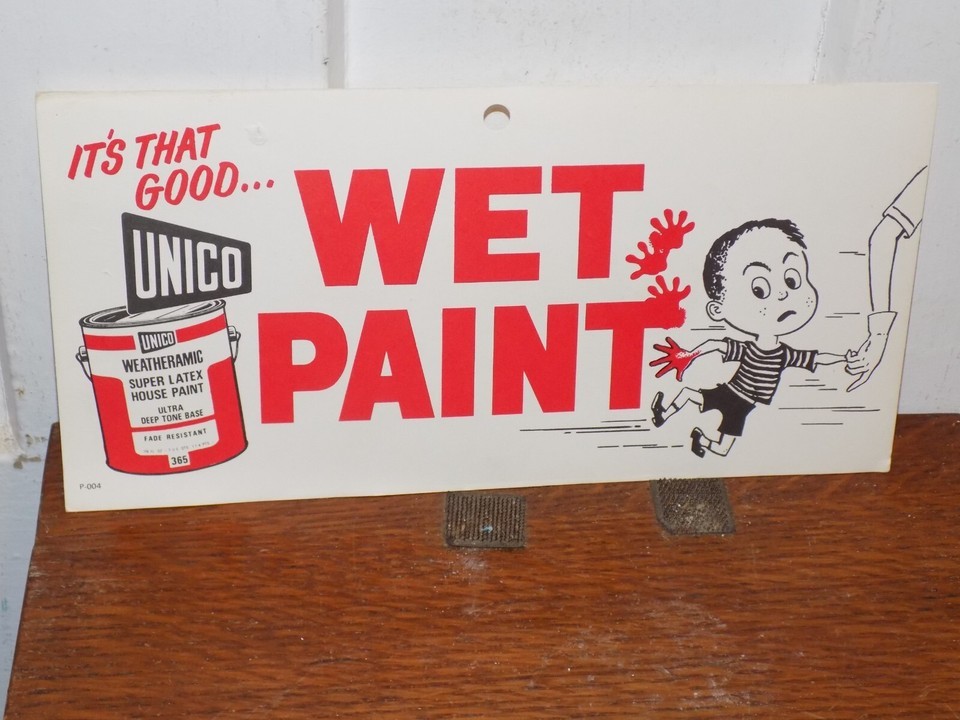 IT'S THAT
GOOD...
UNICO
UNICO
WEATHERAMIC
SUPER LATEX
HOUSE PAINT
ULTRA
DEEP TONE BASE
FADE RESISTANT
365
P-004
WET
PAINT